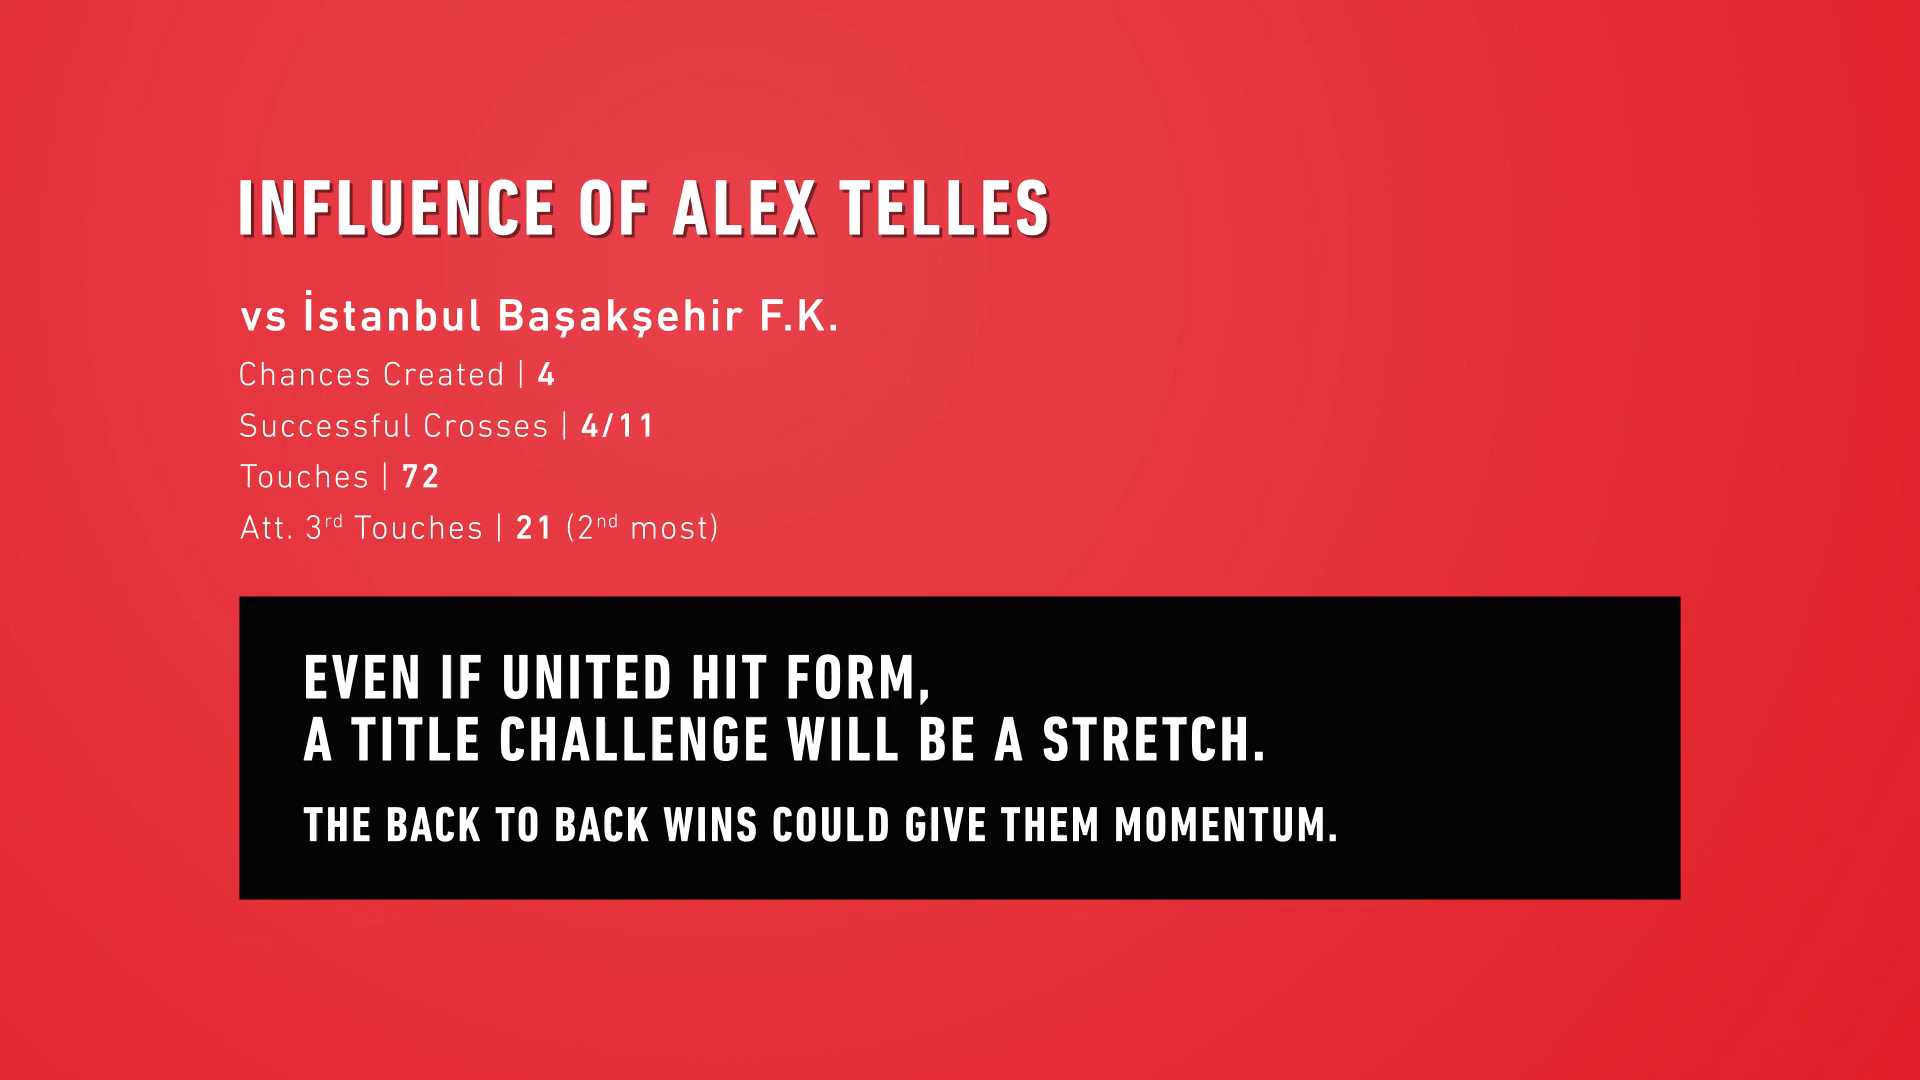 INFLUENCE OF ALEX TELLES
vs İstanbul Başakşehir F.K.
Chances Created | 4
Successful Crosses | 4/11
Touches | 72
Att. 3rd Touches | 21 (2nd most)
EVEN IF UNITED HIT FORM,
A TITLE CHALLENGE WILL BE A STRETCH.
THE BACK TO BACK WINS COULD GIVE THEM MOMENTUM.